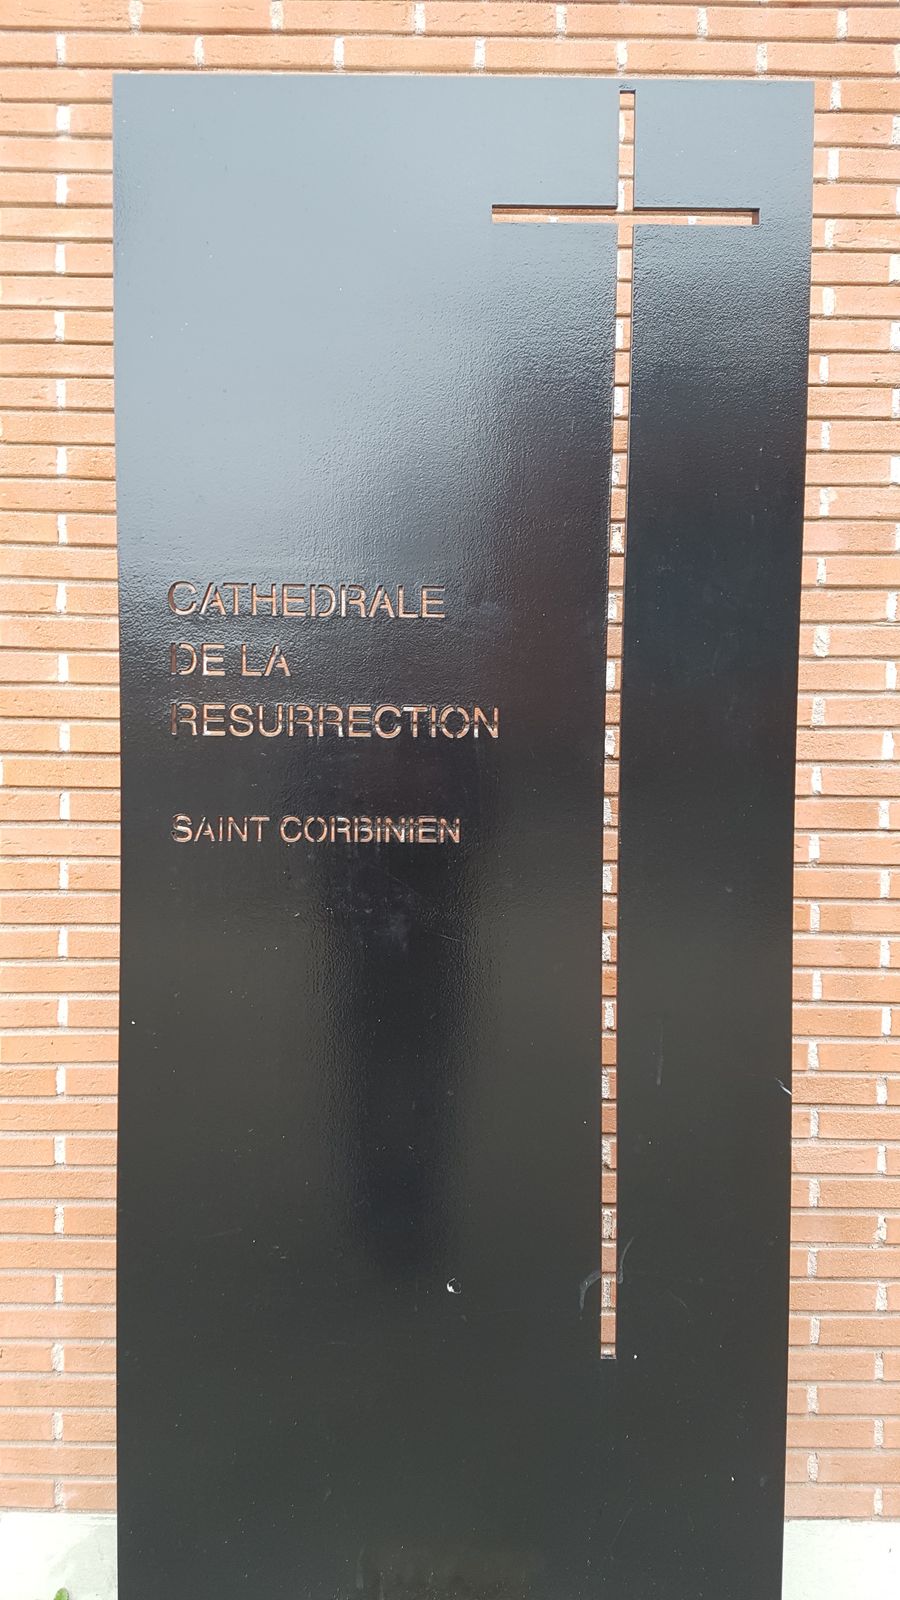 CATHEDRALE
DE LA
RESURRECTION
SAINT CORBINIEN